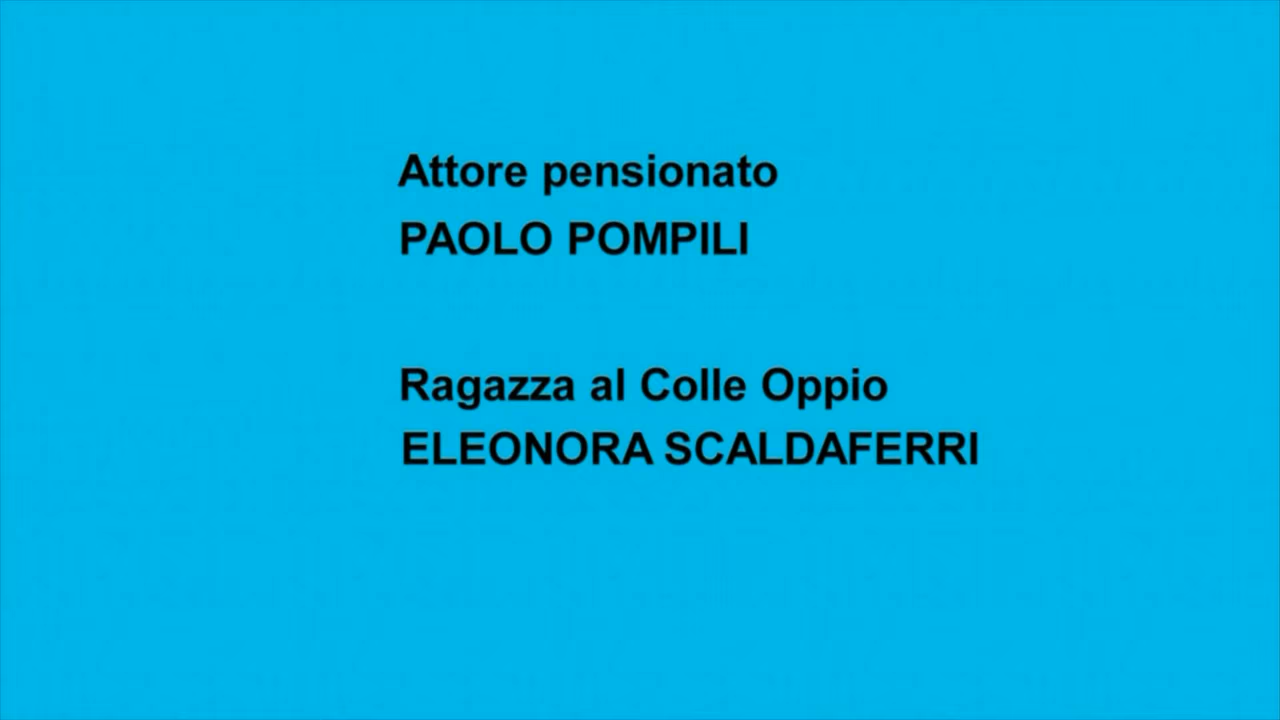 Attore pensionato
PAOLO POMPILI
Ragazza al Colle Oppio
ELEONORA SCALDAFERRI